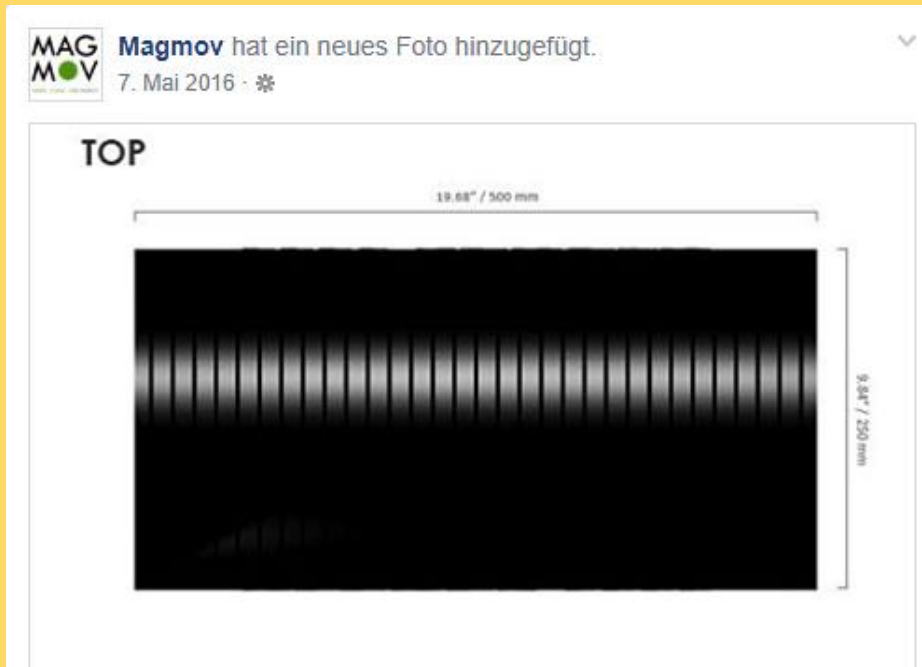 MAG
MOV
Magmov hat ein neues Foto hinzugefügt.
7. Mai 2016 ·
TOP
19.68" / 500 mm
9.84" / 250 mm